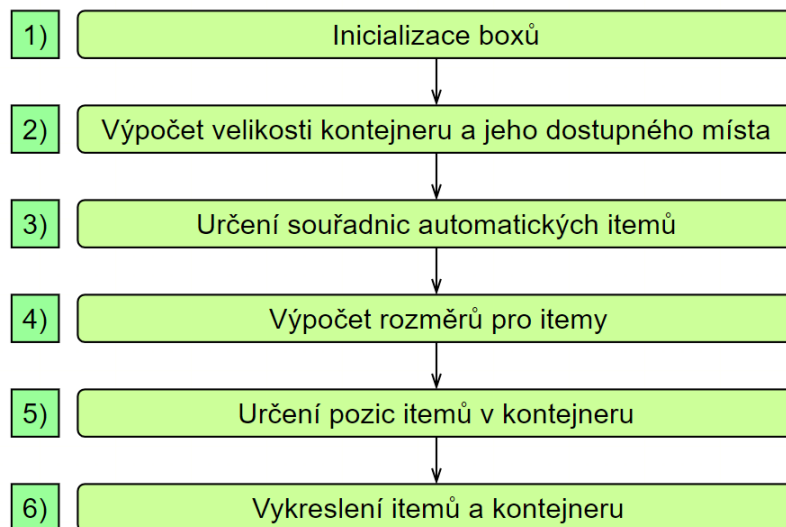 1) Inicializace boxů
2) Výpočet velikosti kontejneru a jeho dostupného místa
3) Určení souřadnic automatických itemů
4) Výpočet rozměrů pro itemy
5) Určení pozic itemů v kontejneru
6) Vykreslení itemů a kontejneru